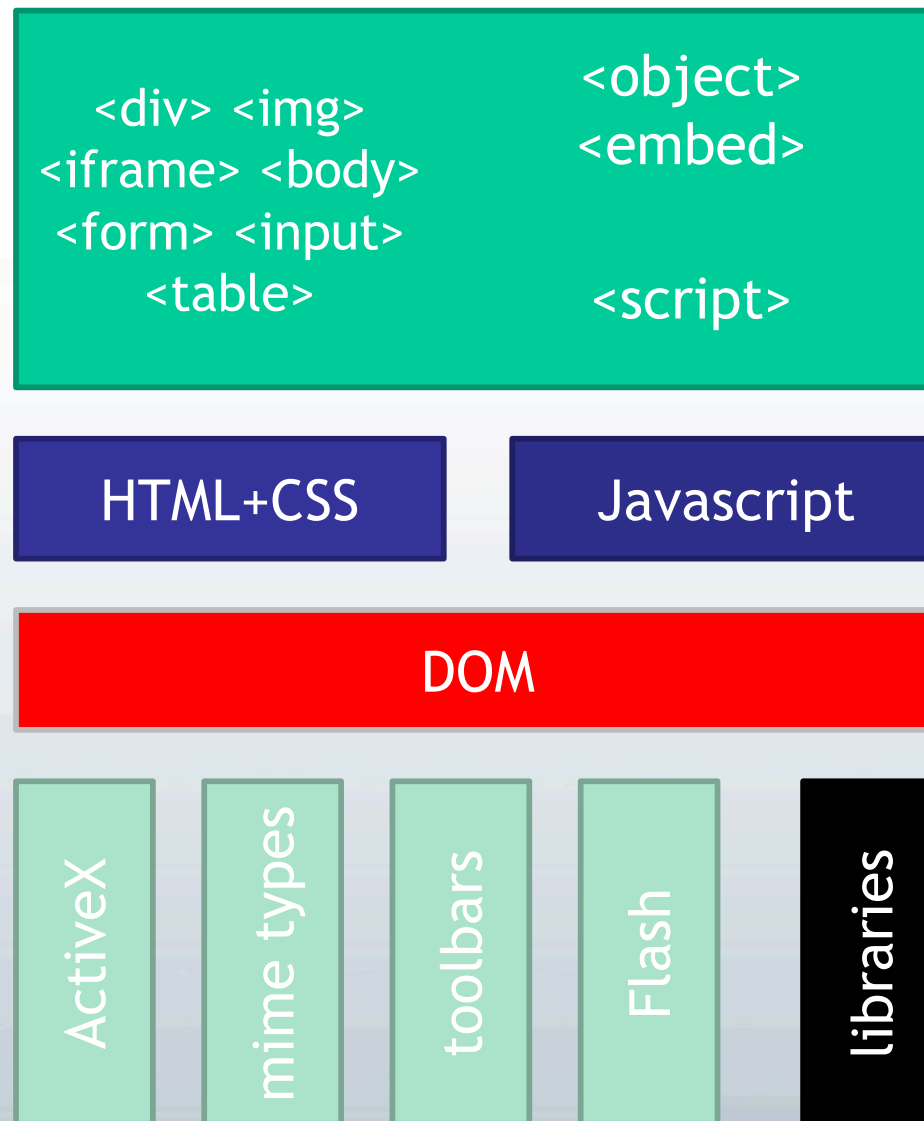 <div> <img>
<iframe> <body>
<form> <input>
<table>
<object>
<embed>
<script>
HTML+CSS
Javascript
DOM
ActiveX
mime types
toolbars
Flash
libraries